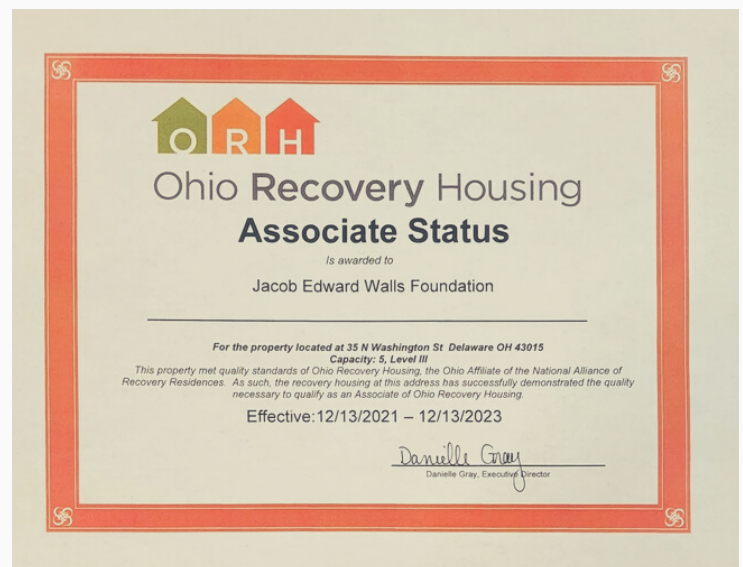 ORH
Ohio Recovery Housing
Associate Status
Is awarded to
Jacob Edward Walls Foundation
For the property located at 35 N Washington St Delaware OH 43015
Capacity: 5, Level III
This property met quality standards of Ohio Recovery Housing, the Ohio Affiliate of the National Alliance of
Recovery Residences. As such, the recovery housing at this address has successfully demonstrated the quality
necessary to qualify as an Associate of Ohio Recovery Housing.
Effective:12/13/2021 – 12/13/2023
Danielle Gray
Danielle Gray, Executive Director